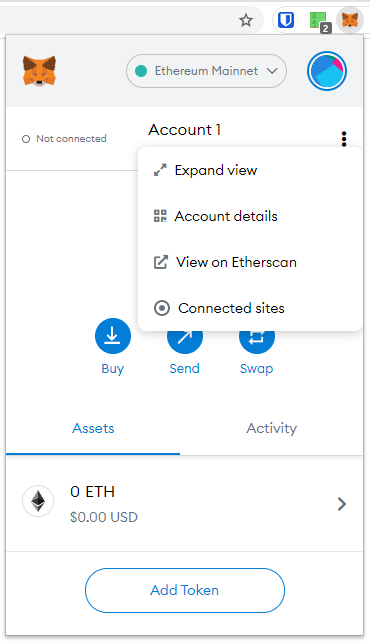 2
Ethereum Mainnet
Not connected
Account 1
Expand view
Account details
View on Etherscan
Connected sites
Buy
Send
Swap
Assets
Activity
0 ETH
$0.00 USD
Add Token